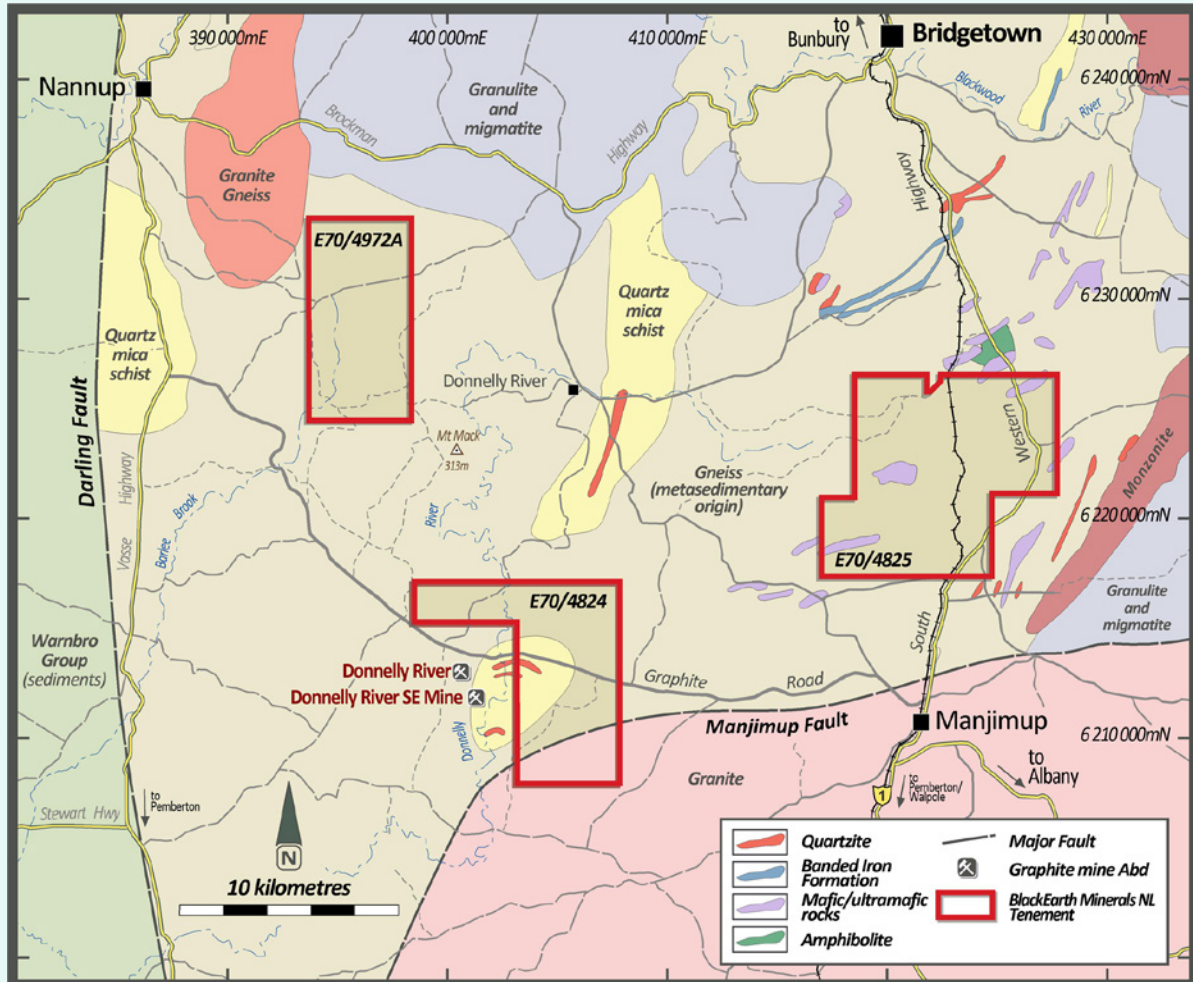 390 000mE
400 000mE
410 000mE
to
Bunbury
Bridgetown
430 000mE
6 240 000mN
Nannup
Granulite
and
migmatite
Blackwood
River
Brockman
Highway
Granite
Gneiss
Highway
E70/4972A
Quartz
mica
schist
6 230 000mN
Quartz
mica
schist
Donnelly River
Darling Fault
Mt Mack
313m
Western
Monzonite
Gneiss
(metasedimentary
origin)
Vasse
Highway
Barlee
Brook
River
6 220 000mN
E70/4825
E70/4824
Granulite
and
migmatite
Warnbro
Group
(sediments)
Donnelly River
Donnelly River SE Mine
Graphite
Road
South
Manjimup Fault
Manjimup
6 210 000mN
Donnelly
Granite
to
Albany
to
Pemberton/
Walpole
1
to
Pemberton
Stewart Hwy
N
10 kilometres
Quartzite
Banded Iron
Formation
Mafic/ultramafic
rocks
Amphibolite
Major Fault
Graphite mine Abd
BlackEarth Minerals NL
Tenement